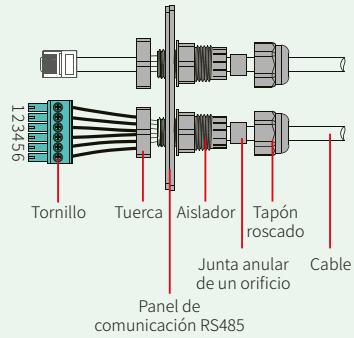 123456
Tornillo
Tuerca
Aislador
Tapón
roscado
Junta anular
de un orificio
Cable
Panel de
comunicación RS485